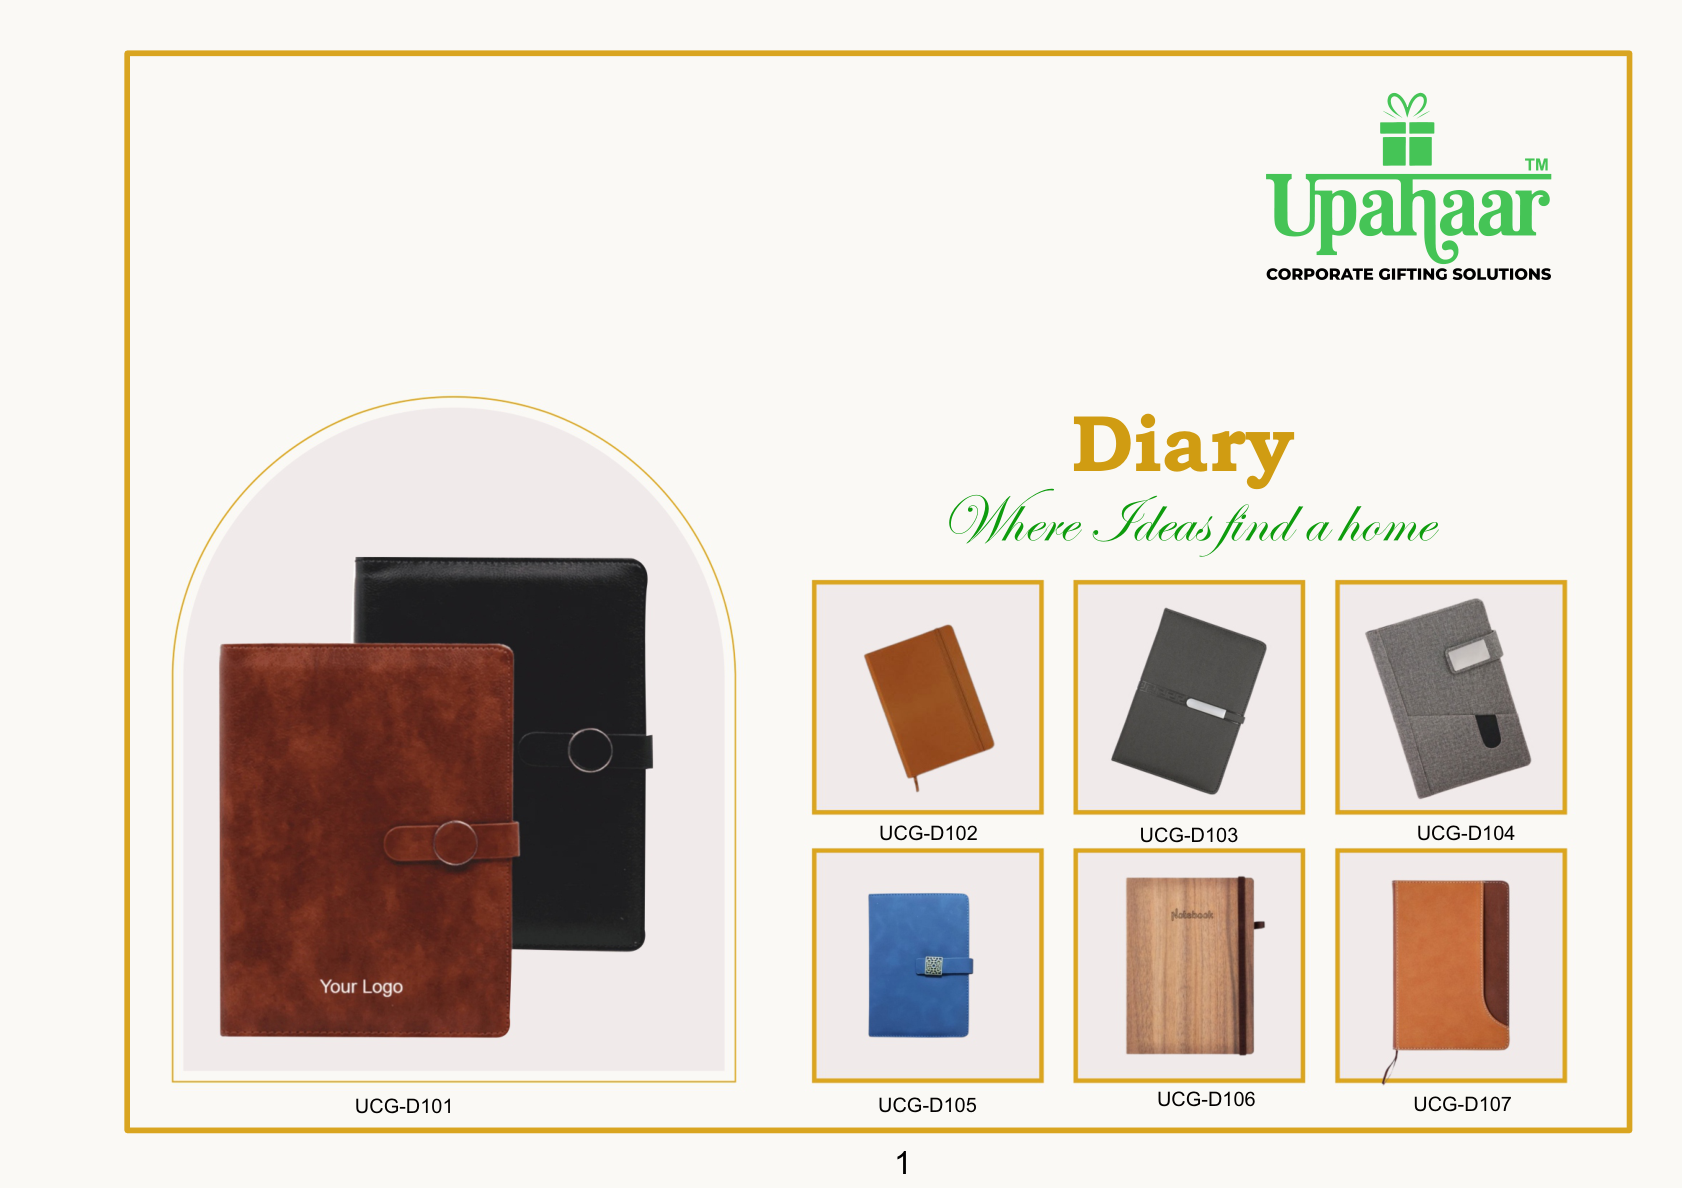 TM
Upahaar
CORPORATE GIFTING SOLUTIONS
Diary
Where Ideas find a home
Your Logo
UCG-D101
UCG-D102
UCG-D103
UCG-D104
Notebook
UCG-D105
UCG-D106
UCG-D107
1